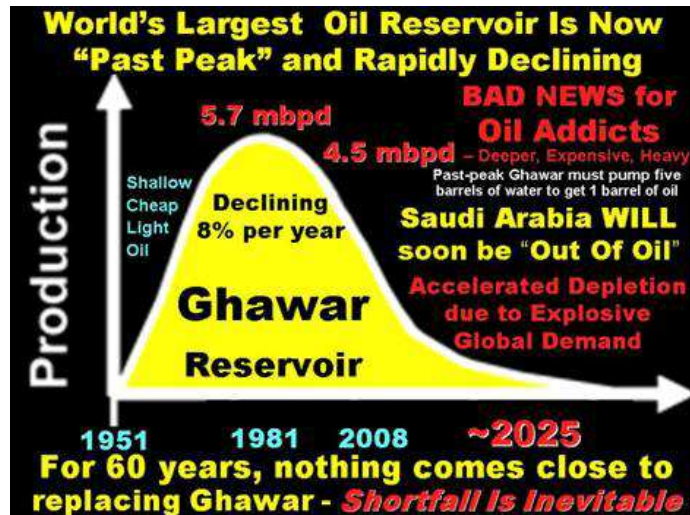 World's Largest Oil Reservoir Is Now
"Past Peak" and Rapidly Declining
5.7 mbpd
BAD NEWS for
Oil Addicts
4.5 mbpd – Deeper, Expensive, Heavy
Past-peak Ghawar must pump five
barrels of water to get 1 barrel of oil
Shallow
Cheap
Light
Oil
Declining
8% per year
Saudi Arabia WILL
soon be "Out Of Oil"
Accelerated Depletion
due to Explosive
Global Demand
Ghawar
Reservoir
Production
1951 1981 2008 ~2025
For 60 years, nothing comes close to
replacing Ghawar - Shortfall Is Inevitable